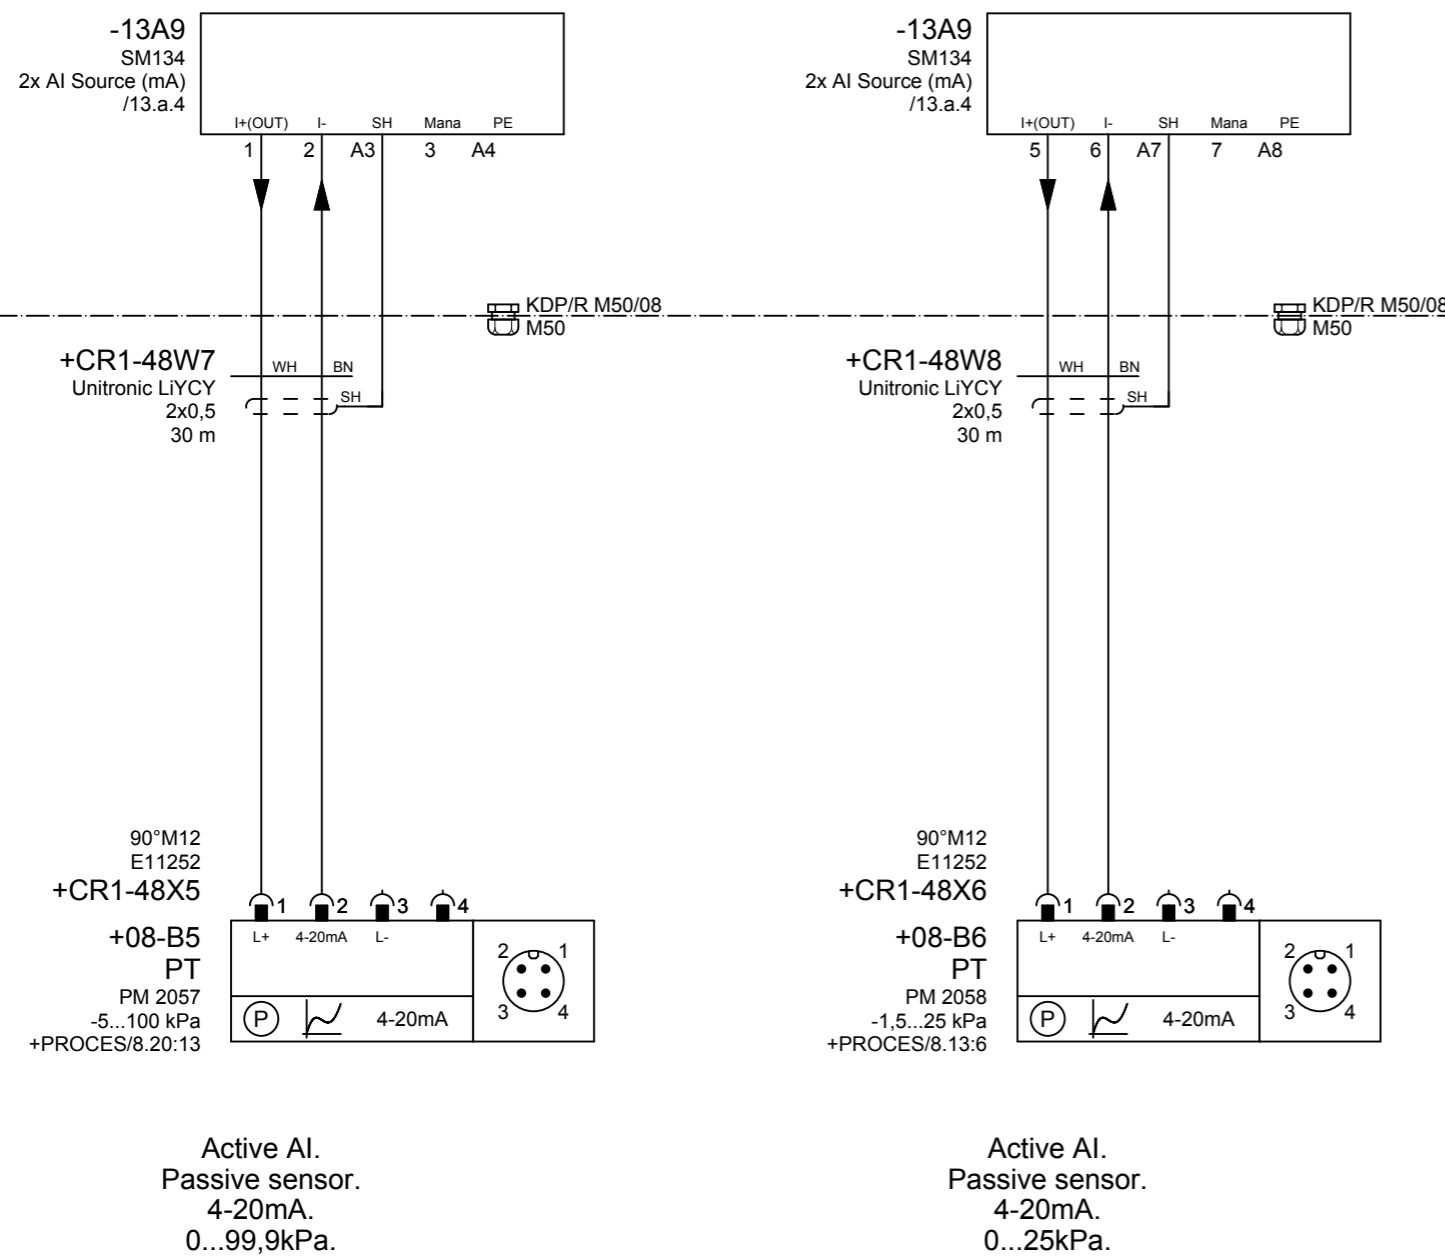 -13A9
SM134
2x AI Source (mA)
/13.a.4
I+(OUT) I- SH Mana PE
1 2 A3 3 A4
KDP/R M50/08
M50
+CR1-48W7
Unitronic LiYCY
2x0,5
30 m
WH BN
SH
90°M12
E11252
+CR1-48X5
1 2 3 4
+08-B5
PT
PM 2057
-5...100 kPa
+PROCES/8.20:13
L+ 4-20mA L-
2 1
3 4
P 4-20mA
Active AI.
Passive sensor.
4-20mA.
0...99,9kPa.
-13A9
SM134
2x AI Source (mA)
/13.a.4
I+(OUT) I- SH Mana PE
5 6 A7 7 A8
KDP/R M50/08
M50
+CR1-48W8
Unitronic LiYCY
2x0,5
30 m
WH BN
SH
90°M12
E11252
+CR1-48X6
1 2 3 4
+08-B6
PT
PM 2058
-1,5...25 kPa
+PROCES/8.13:6
L+ 4-20mA L-
2 1
3 4
P 4-20mA
Active AI.
Passive sensor.
4-20mA.
0...25kPa.